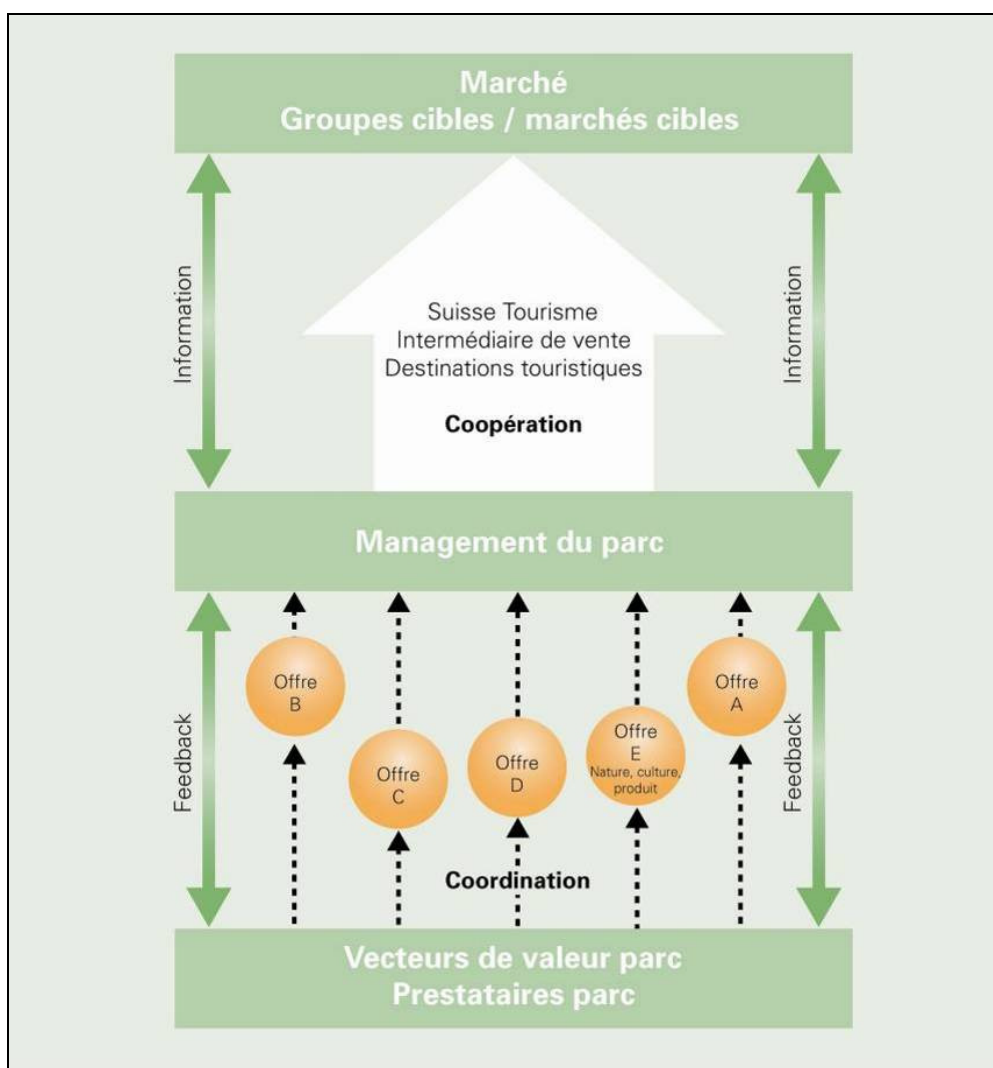 Marché
Groupes cibles / marchés cibles
Information
Suisse Tourisme
Intermédiaire de vente
Destinations touristiques
Coopération
Information
Management du parc
Feedback
Offre
B
Offre
C
Offre
D
Offre
E
Nature, culture,
produit
Offre
A
Feedback
Coordination
Vecteurs de valeur parc
Prestataires parc